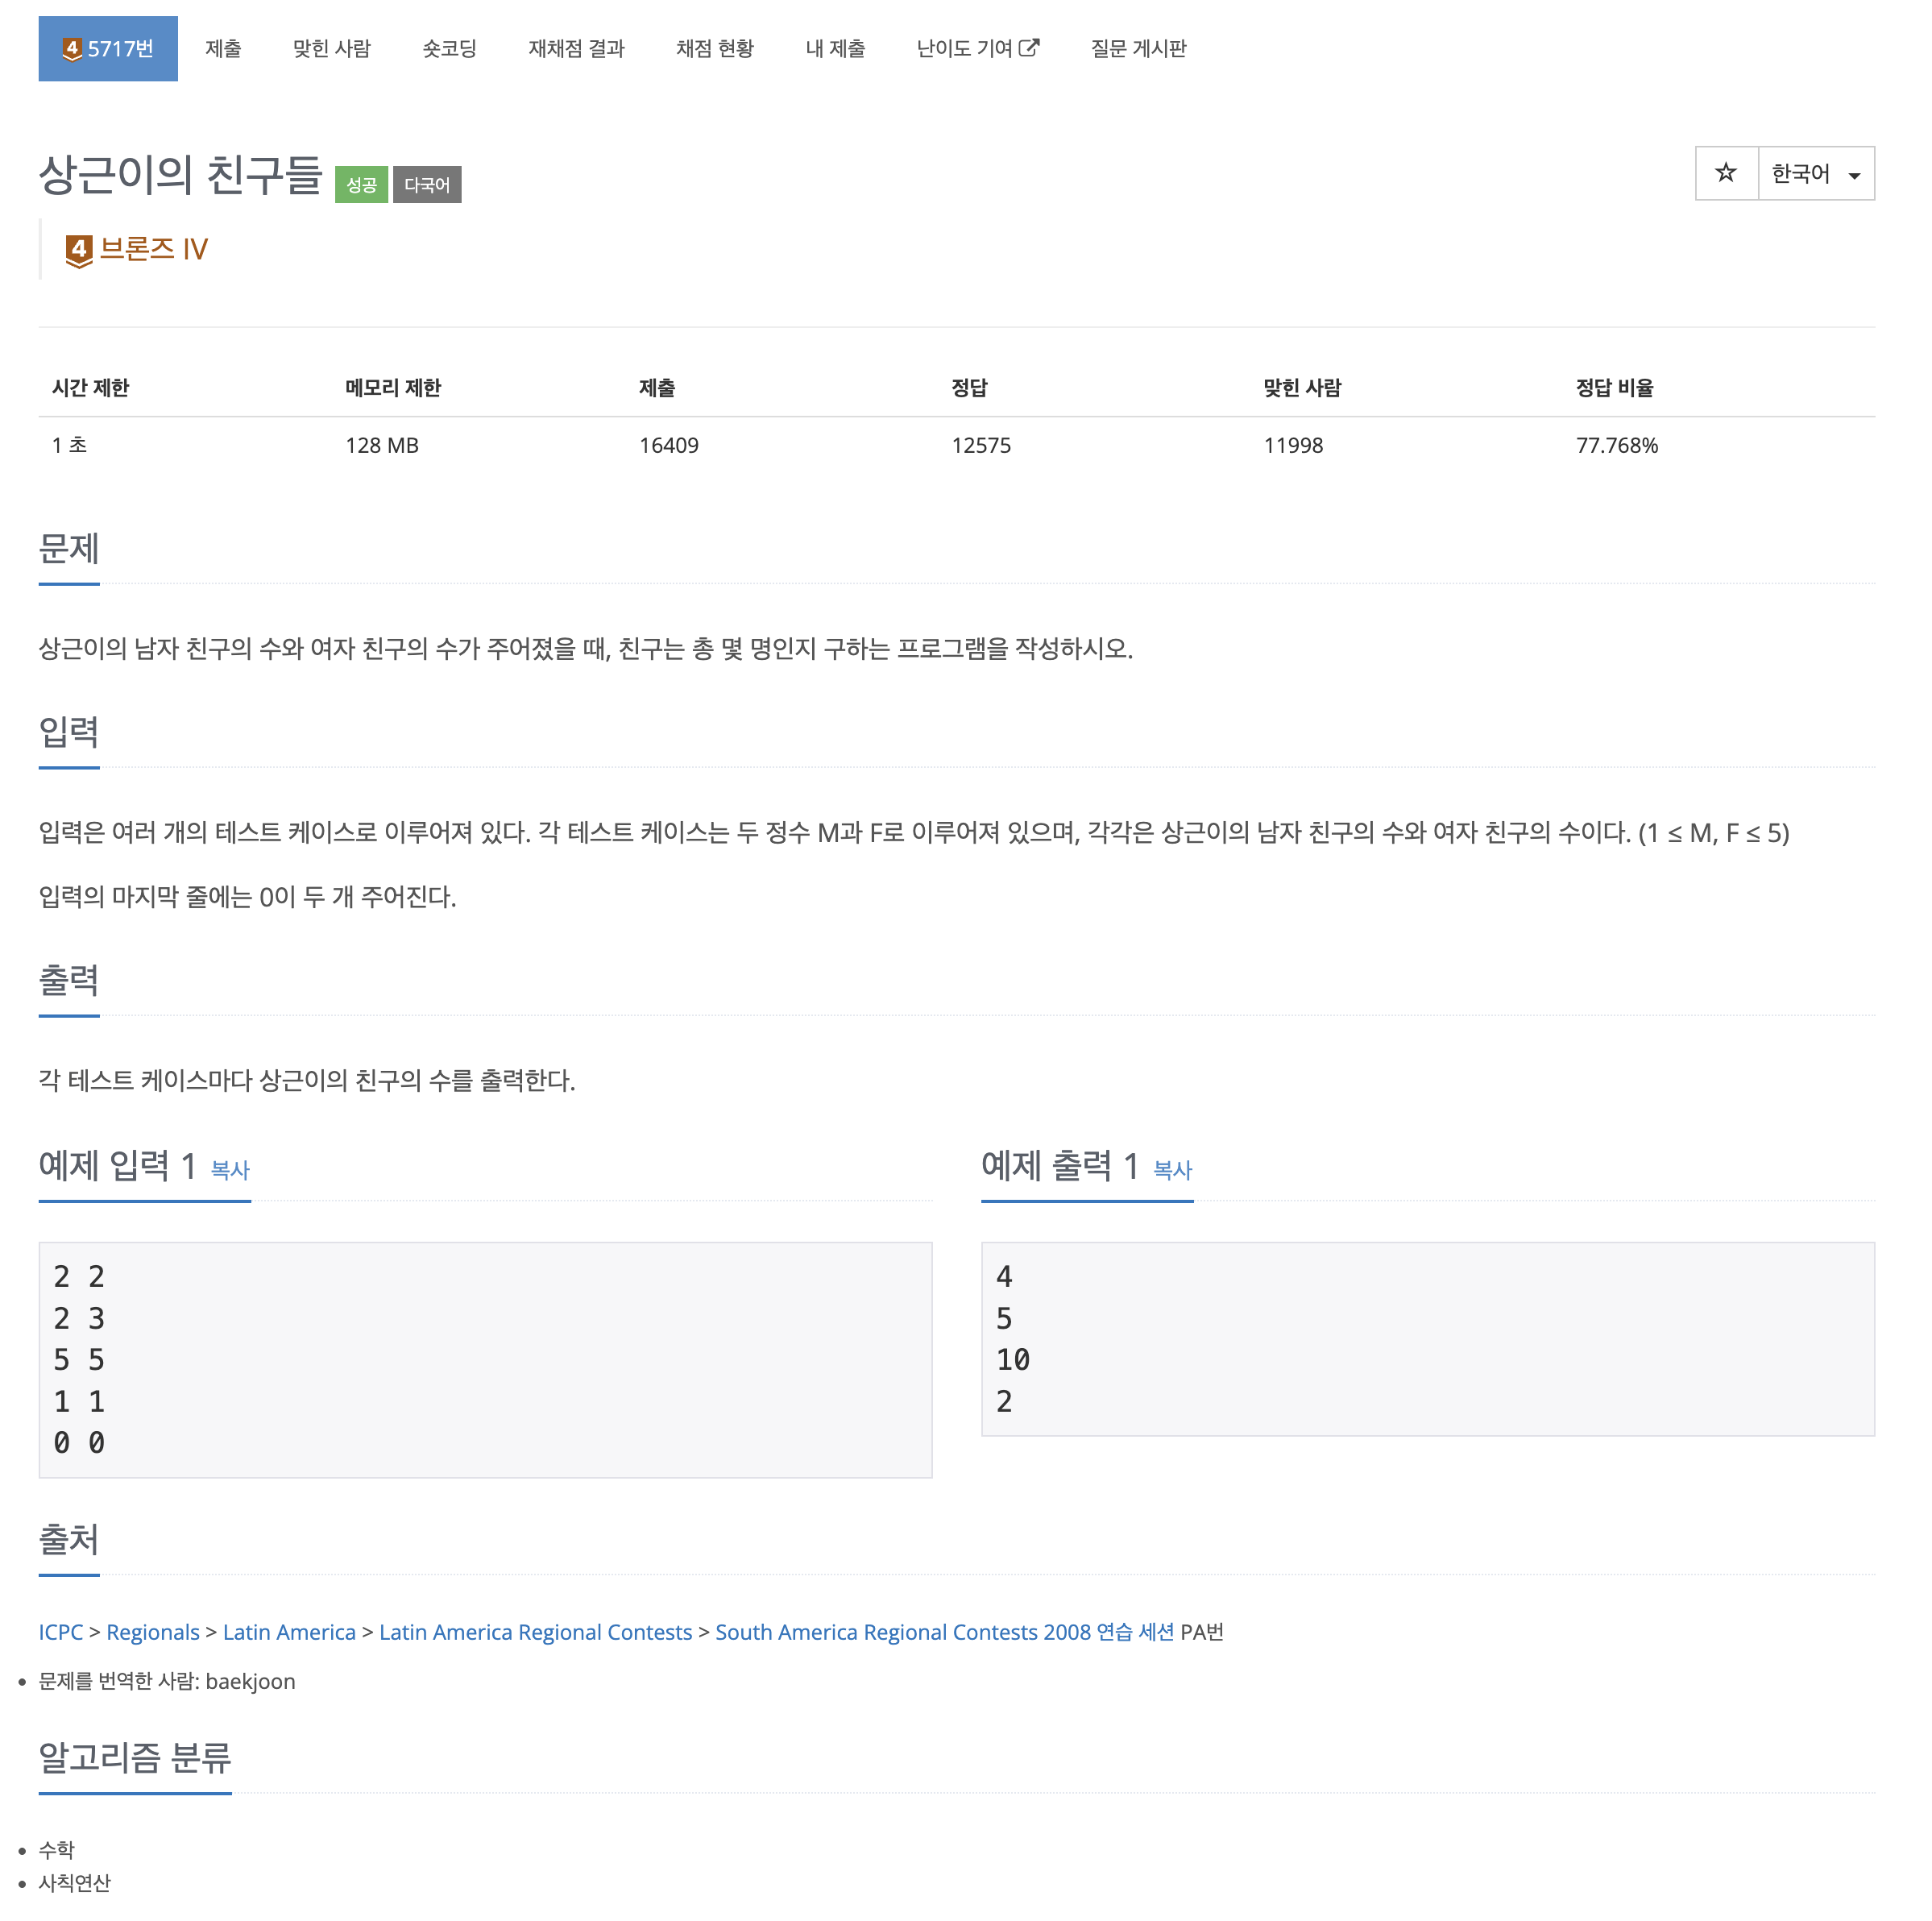 4 5717번 제출 맞힌 사람 숏코딩 재채점 결과 채점 현황 내 제출 난이도 기여 질문 게시판
상근이의 친구들 성공 다국어 한국어
4 브론즈 IV
시간 제한 메모리 제한 제출 정답 맞힌 사람 정답 비율
1 초 128 MB 16409 12575 11998 77.768%
문제
상근이의 남자 친구의 수와 여자 친구의 수가 주어졌을 때, 친구는 총 몇 명인지 구하는 프로그램을 작성하시오.
입력
입력은 여러 개의 테스트 케이스로 이루어져 있다. 각 테스트 케이스는 두 정수 M과 F로 이루어져 있으며, 각각은 상근이의 남자 친구의 수와 여자 친구의 수이다. (1 ≤ M, F ≤ 5)
입력의 마지막 줄에는 0이 두 개 주어진다.
출력
각 테스트 케이스마다 상근이의 친구의 수를 출력한다.
예제 입력 1 복사
2 2
2 3
5 5
1 1
0 0
예제 출력 1 복사
4
5
10
2
출처
ICPC > Regionals > Latin America > Latin America Regional Contests > South America Regional Contests 2008 연습 세션 PA번
문제를 번역한 사람: baekjoon
알고리즘 분류
수학
사칙연산